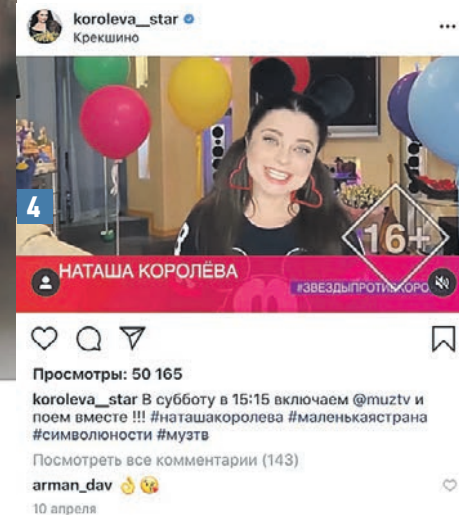 koroleva__star
Крекшино
4
16+
НАТАША КОРОЛЁВА
#ЗВЕЗДЫПРОТИВКОРО
Просмотры: 50 165
koroleva__star В субботу в 15:15 включаем @muztv и
поем вместе !!! #наташакоролева #маленькаястрана
#символюности #музтв
Посмотреть все комментарии (143)
arman_dav 👌😘
10 апреля